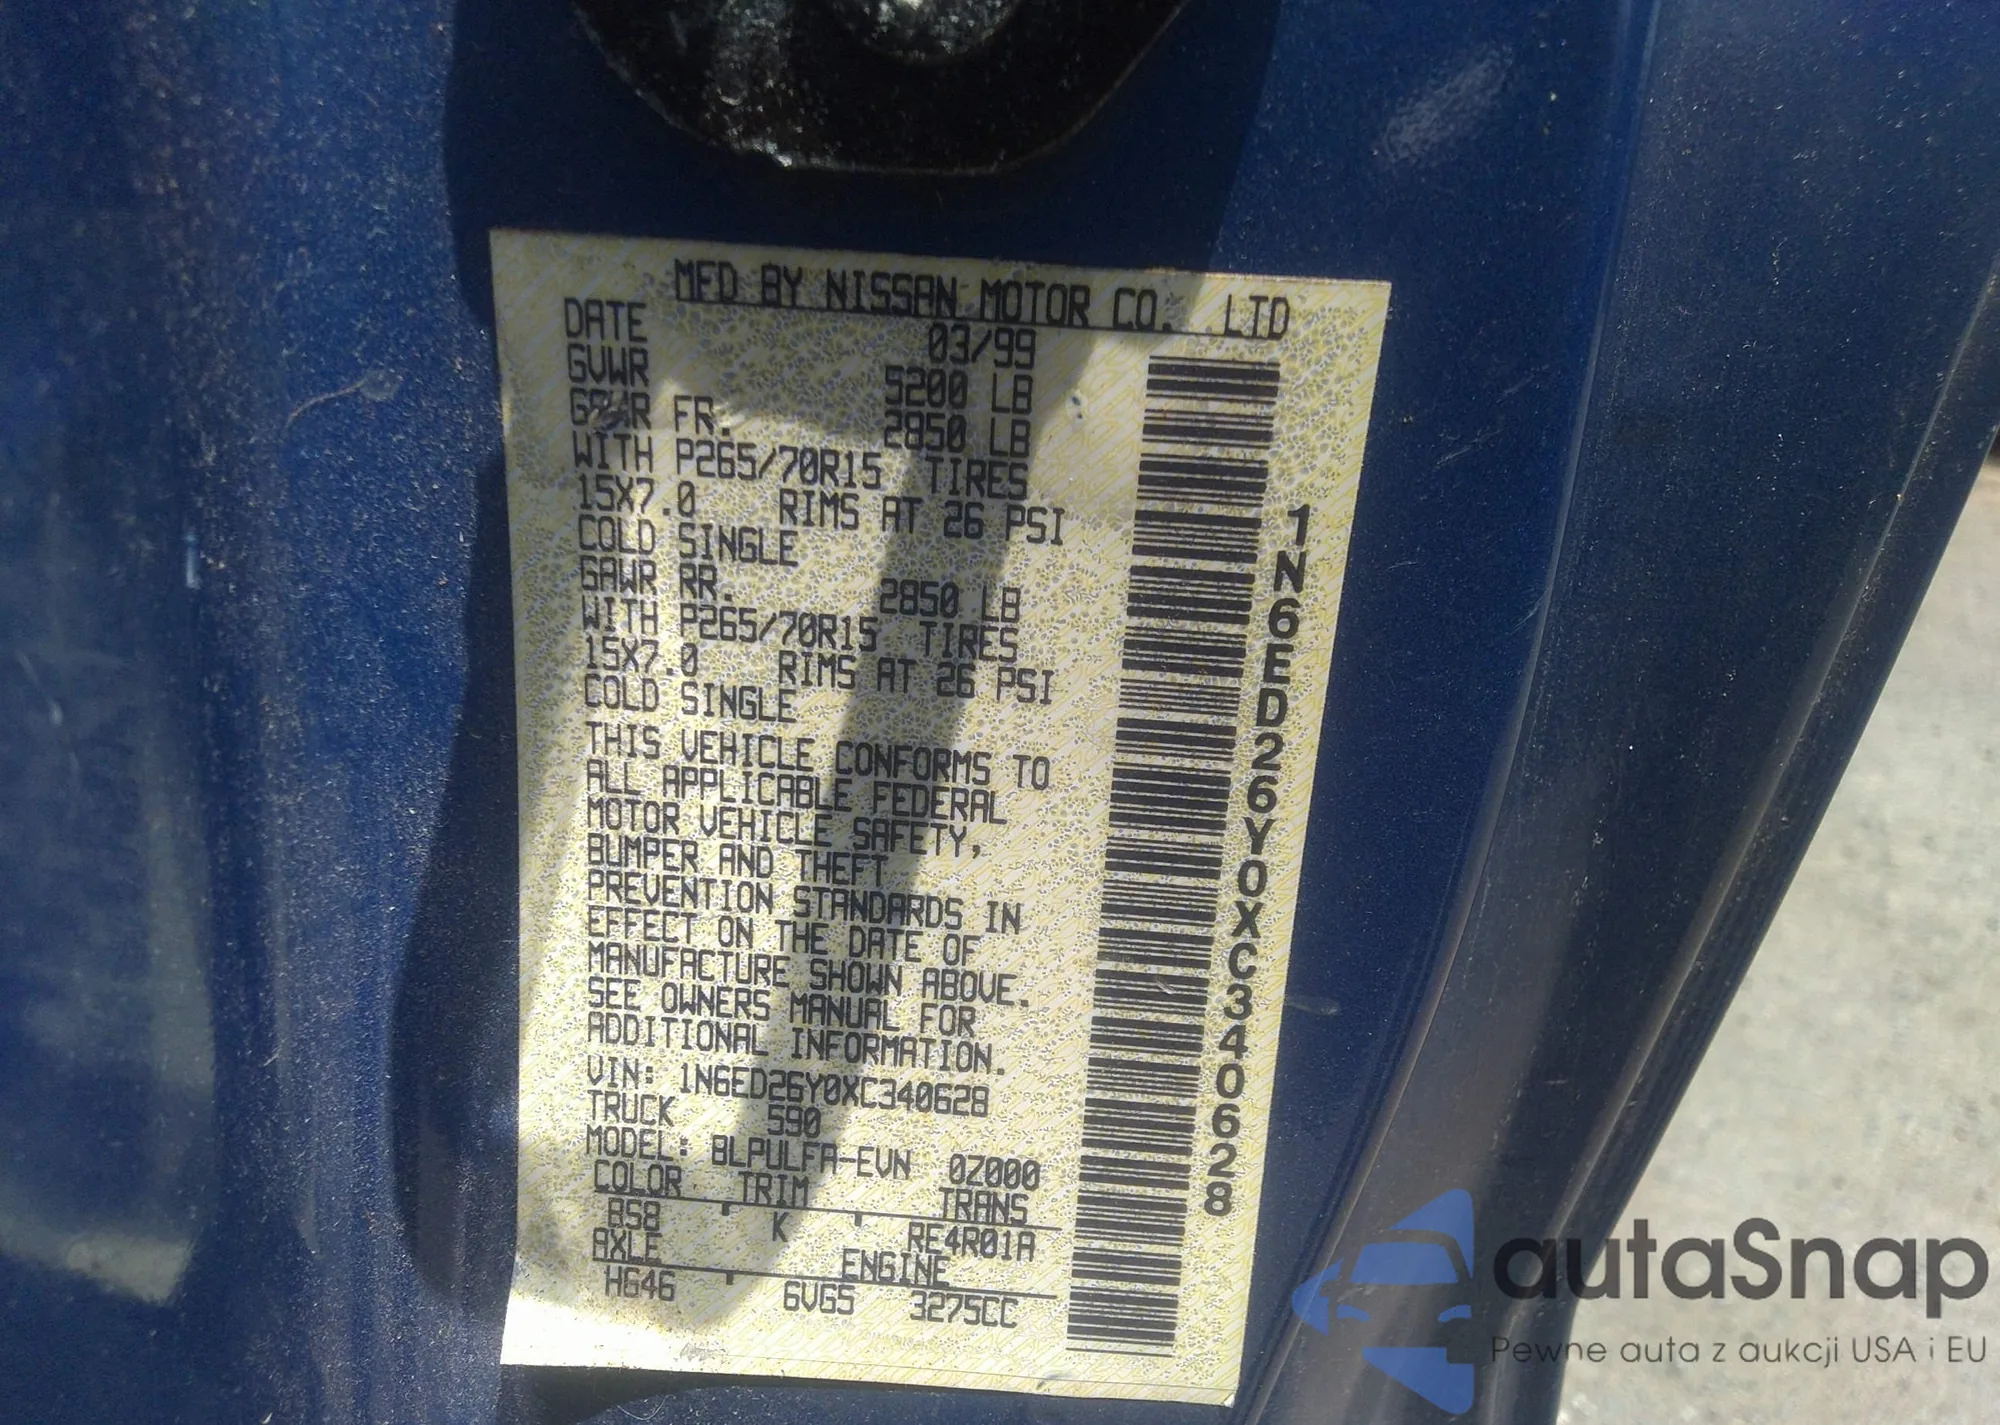 MFD BY NISSAN MOTOR CO. LTD
DATE 03/99
GVWR 5200 LB
GAWR FR. 2850 LB
WITH P265/70R15 TIRES
15X7.0 RIMS AT 26 PSI
COLD SINGLE
GAWR RR. 2850 LB
WITH P265/70R15 TIRES
15X7.0 RIMS AT 26 PSI
COLD SINGLE
THIS VEHICLE CONFORMS TO
ALL APPLICABLE FEDERAL
MOTOR VEHICLE SAFETY,
BUMPER AND THEFT
PREVENTION STANDARDS IN
EFFECT ON THE DATE OF
MANUFACTURE SHOWN ABOVE.
SEE OWNERS MANUAL FOR
ADDITIONAL INFORMATION.
VIN: 1N6ED26Y0XC340628
TRUCK 590
MODEL: BLPULFA-EVN 0Z000
COLOR TRIM TRANS
BS8 K RE4R01A
AXLE ENGINE
HG46 6VG5 3275CC
1N6ED26Y0XC340628
autaSnap
Pewne auta z aukcji USA i EU